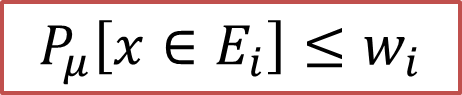 P_μ[x ∈ E_i] ≤ w_i